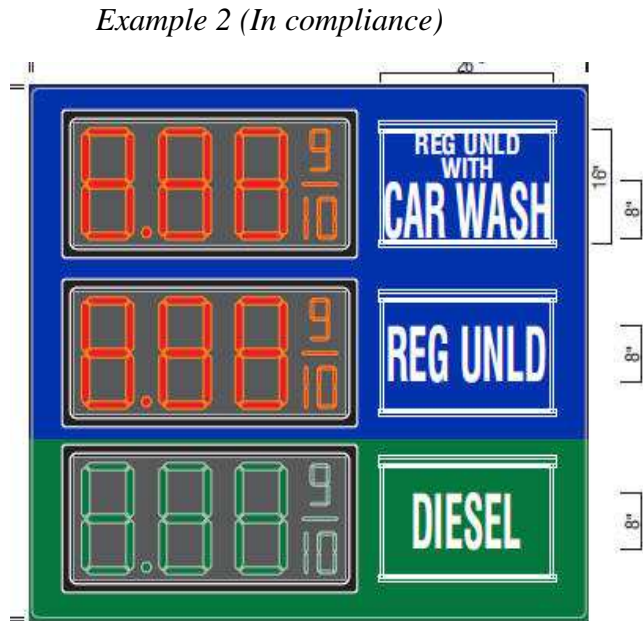 Example 2 (In compliance)
8.88 9/10
REG UNLD
WITH
CAR WASH
16"
8"
8.88 9/10
REG UNLD
8"
8.88 9/10
DIESEL
8"